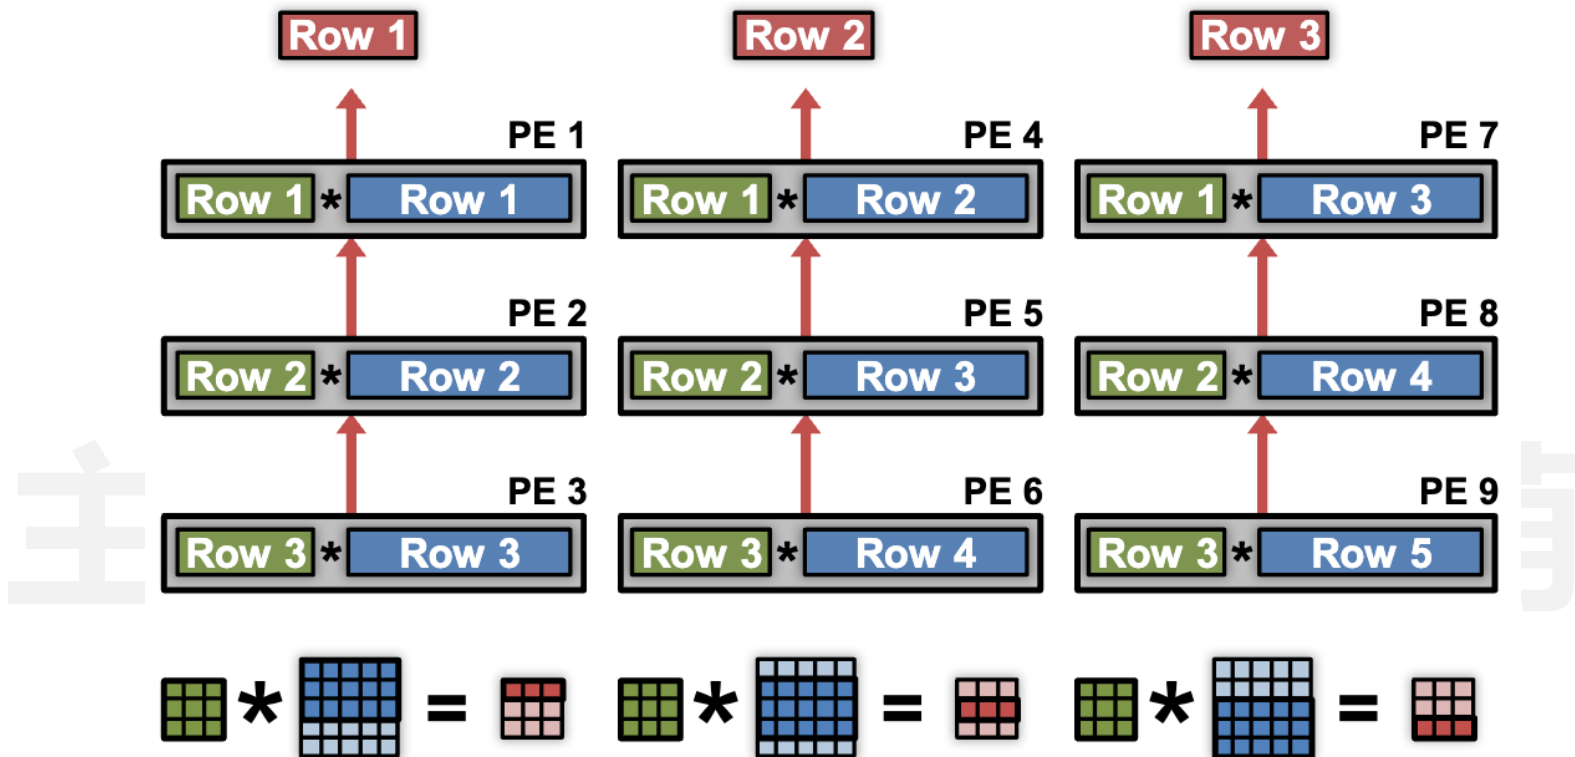 Row 1 Row 2 Row 3
PE 1 PE 4 PE 7
Row 1 * Row 1 Row 1 * Row 2 Row 1 * Row 3
PE 2 PE 5 PE 8
Row 2 * Row 2 Row 2 * Row 3 Row 2 * Row 4
PE 3 PE 6 PE 9
Row 3 * Row 3 Row 3 * Row 4 Row 3 * Row 5
主
* = * = * =